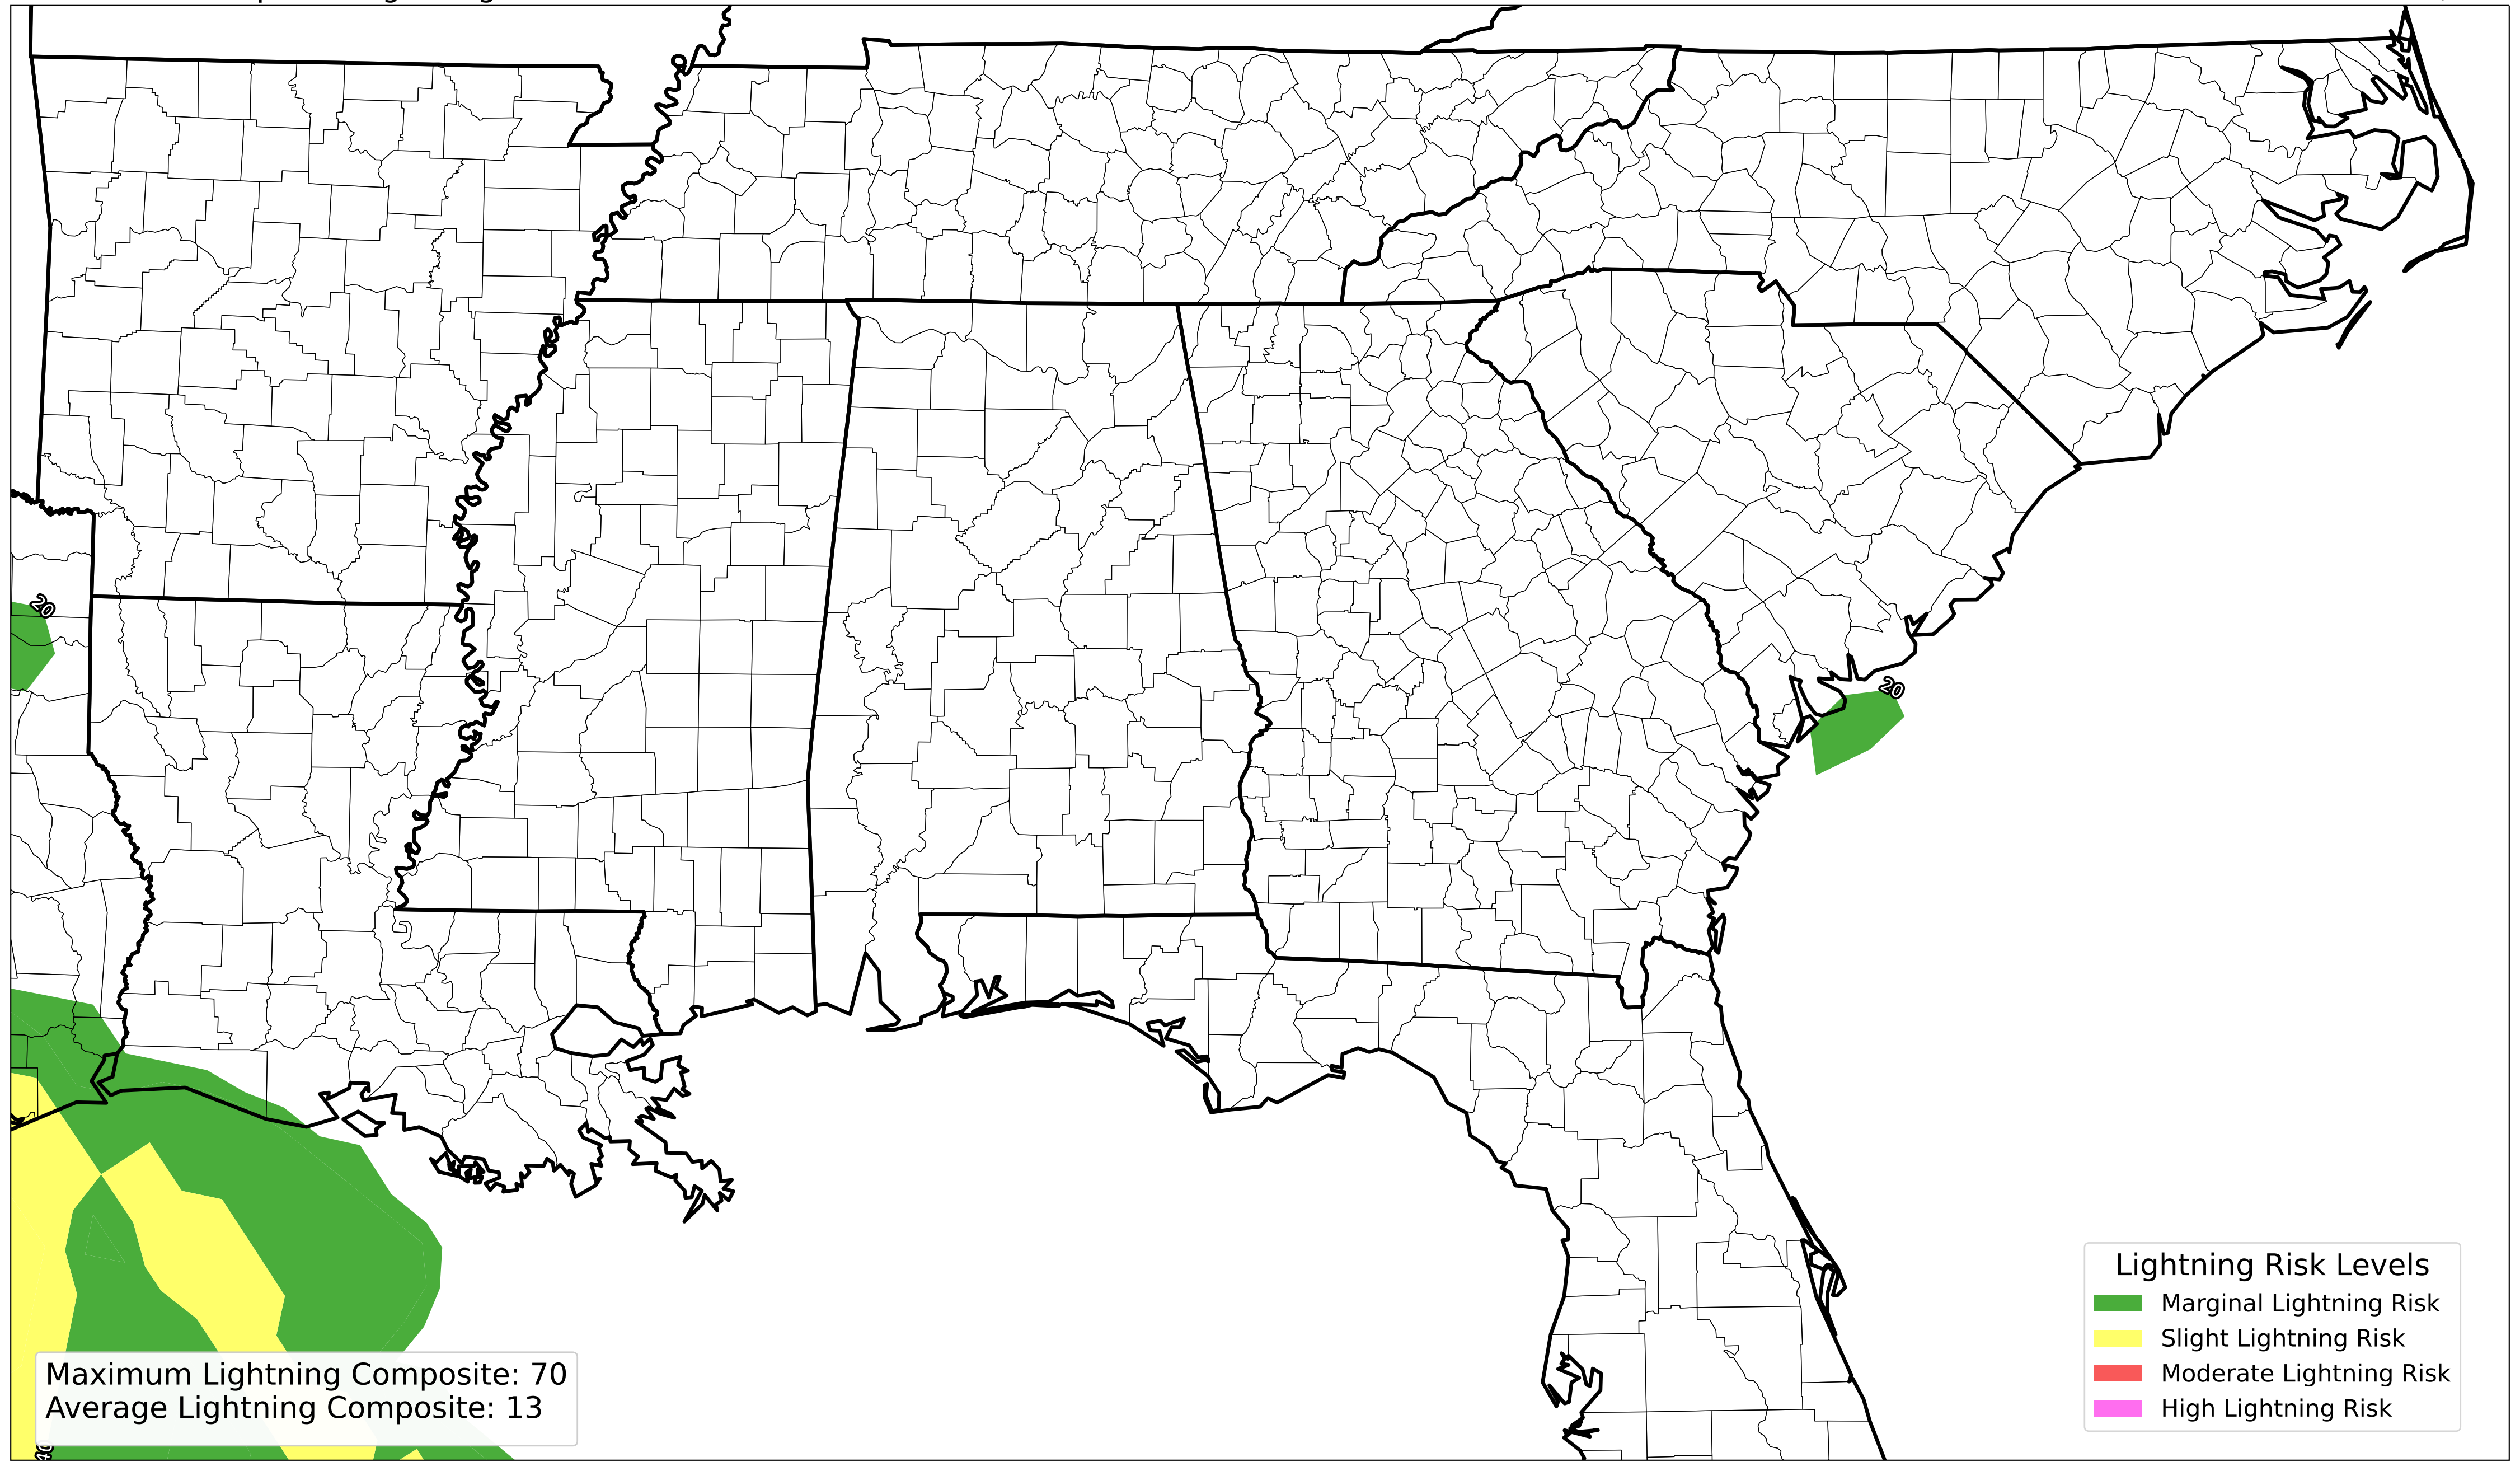 20
20
Lightning Risk Levels
Marginal Lightning Risk
Slight Lightning Risk
Moderate Lightning Risk
High Lightning Risk
Maximum Lightning Composite: 70
Average Lightning Composite: 13
40